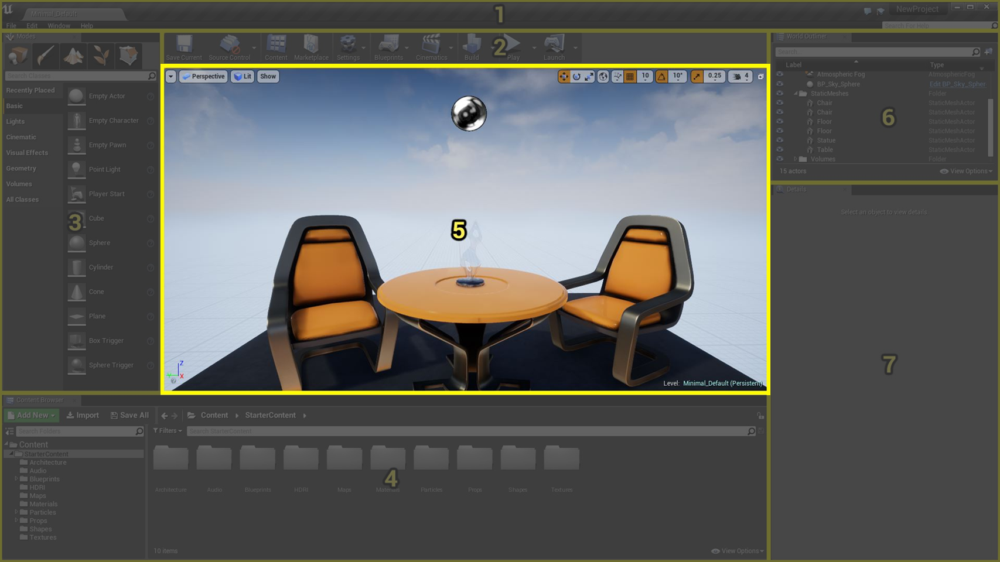 Minimal_Default
1
NewProject
File Edit Window Help
Search For Help
Modes
Search Classes
Recently Placed
Basic
Lights
Cinematic
Visual Effects
Geometry
Volumes
All Classes
Empty Actor
Empty Character
Empty Pawn
Point Light
Player Start
3
Cube
Sphere
Cylinder
Cone
Plane
Box Trigger
Sphere Trigger
Save Current Source Control Content Marketplace Settings Blueprints Cinematics Build 2 Play Launch
Perspective Lit Show 10 10° 0.25 4
5
Z
Y X
Level: Minimal_Default (Persistent)
World Outliner
Search...
Label Type
Atmospheric Fog AtmosphericFog
BP_Sky_Sphere Edit BP_Sky_Spher
StaticMeshes Folder
Chair StaticMeshActor
Chair StaticMeshActor
Floor StaticMeshActor
Floor StaticMeshActor
Statue StaticMeshActor
Table StaticMeshActor
Volumes Folder
6
15 actors View Options
Details
Select an object to view details
7
Content Browser
Add New Import Save All Content StarterContent
Search Folders
Filters Search StarterContent
Content
StarterContent
Architecture
Audio
Blueprints
HDRI
Maps
Materials
Particles
Props
Shapes
Textures
4
Architecture Audio Blueprints HDRI Maps Materials Particles Props Shapes Textures
10 items View Options